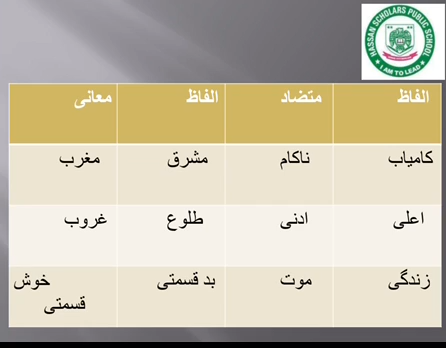 HASSAN SCHOLARS PUBLIC SCHOOL
I AM TO LEAD
الفاظ متضاد الفاظ معانی
کامیاب ناکام مشرق مغرب
اعلی ادنی طلوع غروب
زندگی موت بد قسمتی خوش
قسمتی